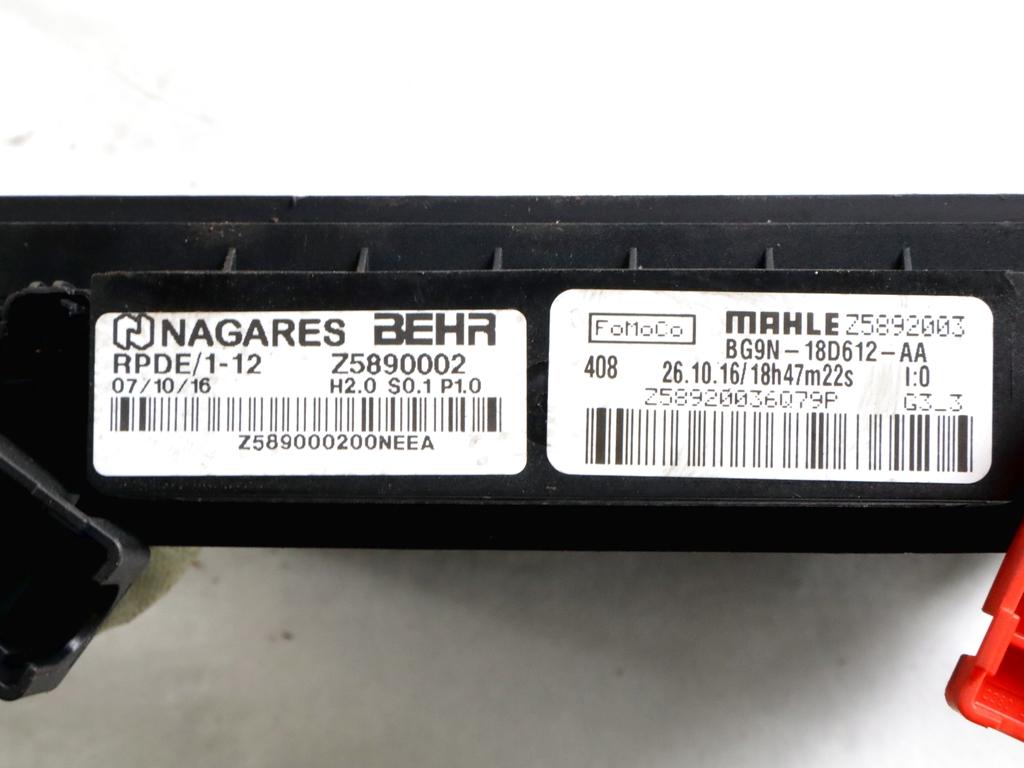 NAGARES BEHR
RPDE/1-12 Z5890002
07/10/16 H2.0 S0.1 P1.0
Z589000200NEEA
FoMoCo MAHLE Z5892003
BG9N-18D612-AA
408 26.10.16/18h47m22s I:0
Z58920036Q79P G3_3